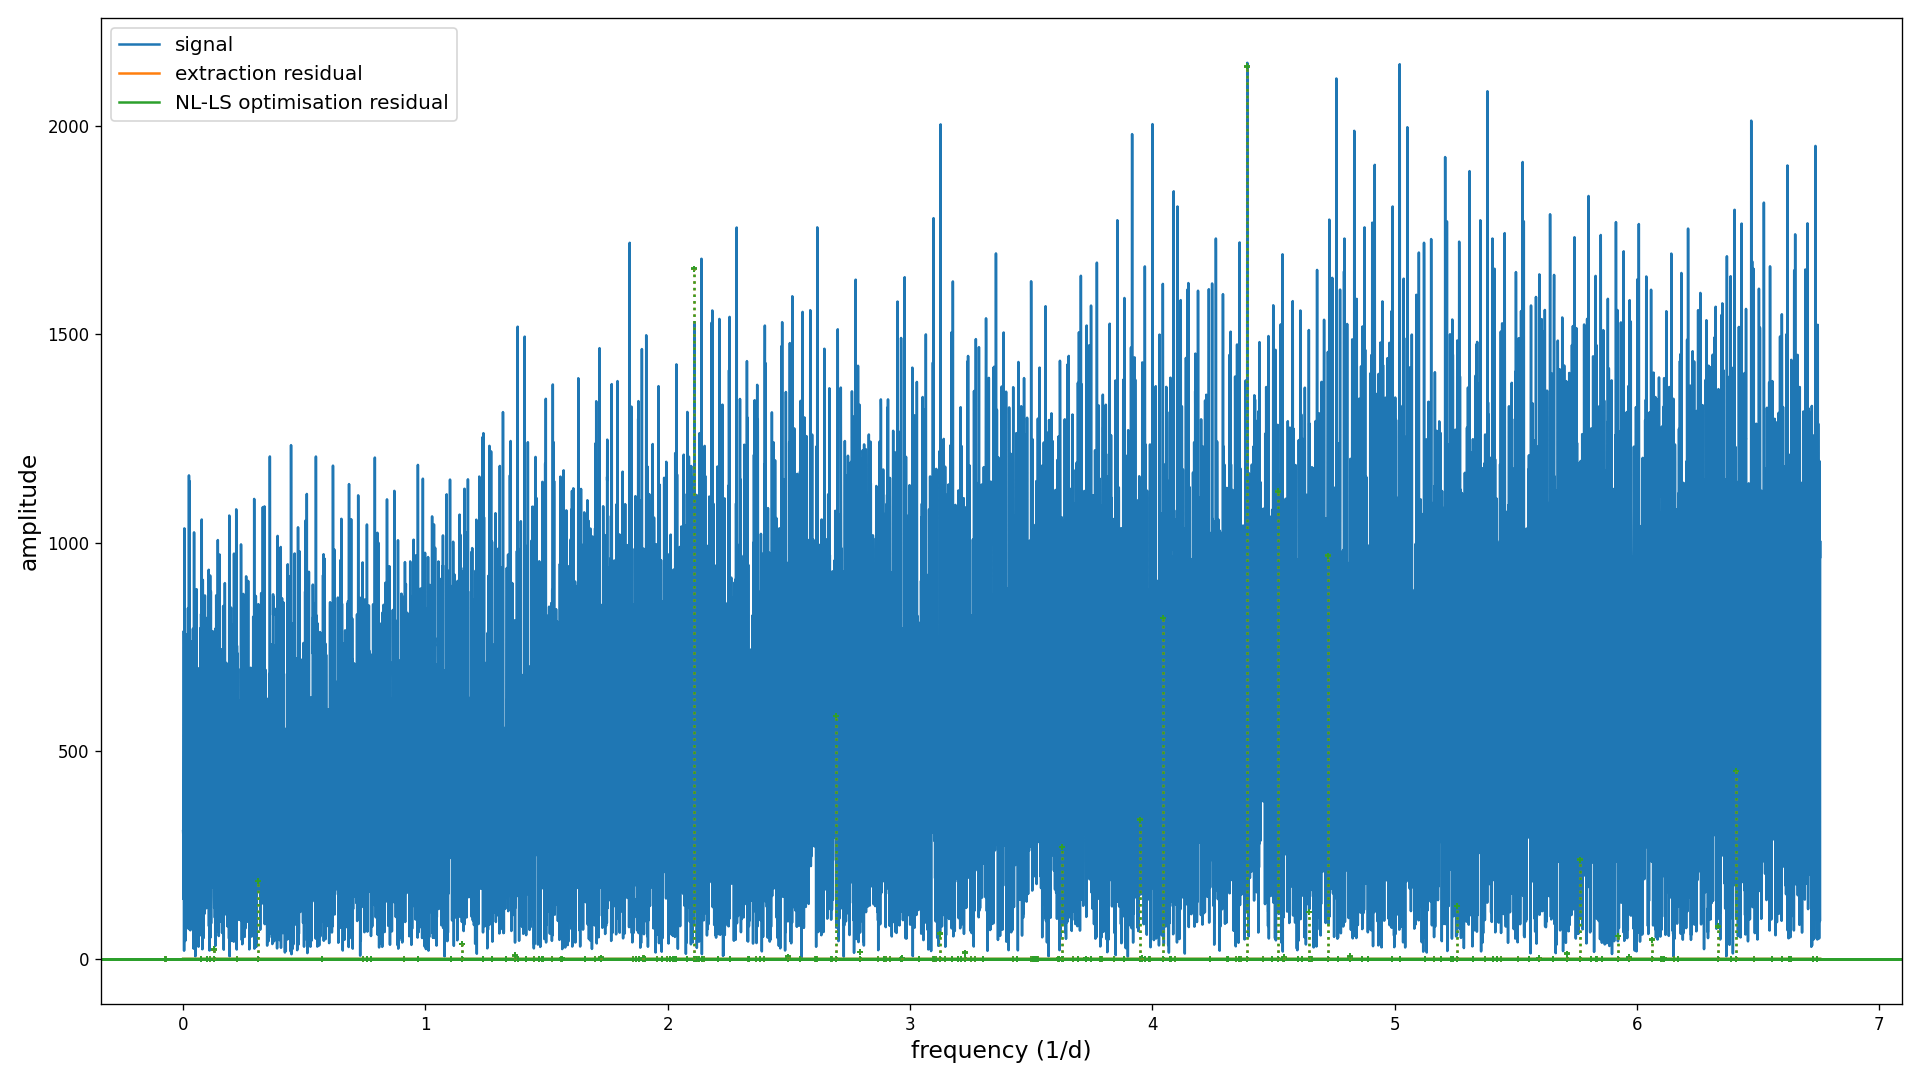 signal
extraction residual
NL-LS optimisation residual
amplitude
2000
1500
1000
500
0
0 1 2 3 4 5 6 7
frequency (1/d)